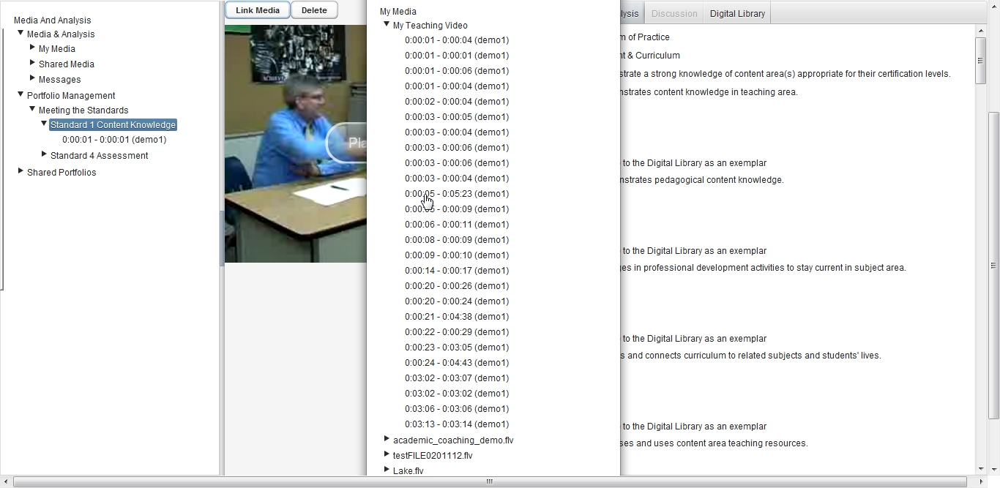 Media And Analysis
Media & Analysis
My Media
Shared Media
Messages
Portfolio Management
Meeting the Standards
Standard 1 Content Knowledge
0:00:01 - 0:00:01 (demo1)
Standard 4 Assessment
Shared Portfolios
Link Media
Delete
ACHIEVE
Pla
My Media
My Teaching Video
0:00:01 - 0:00:04 (demo1)
0:00:01 - 0:00:01 (demo1)
0:00:01 - 0:00:06 (demo1)
0:00:01 - 0:00:04 (demo1)
0:00:02 - 0:00:04 (demo1)
0:00:03 - 0:00:05 (demo1)
0:00:03 - 0:00:04 (demo1)
0:00:03 - 0:00:06 (demo1)
0:00:03 - 0:00:06 (demo1)
0:00:03 - 0:00:04 (demo1)
0:00:05 - 0:05:23 (demo1)
0:00:05 - 0:00:09 (demo1)
0:00:06 - 0:00:11 (demo1)
0:00:08 - 0:00:09 (demo1)
0:00:09 - 0:00:10 (demo1)
0:00:14 - 0:00:17 (demo1)
0:00:20 - 0:00:26 (demo1)
0:00:20 - 0:00:24 (demo1)
0:00:21 - 0:04:38 (demo1)
0:00:22 - 0:00:29 (demo1)
0:00:23 - 0:03:05 (demo1)
0:00:24 - 0:04:43 (demo1)
0:03:02 - 0:03:07 (demo1)
0:03:02 - 0:03:02 (demo1)
0:03:06 - 0:03:06 (demo1)
0:03:13 - 0:03:14 (demo1)
academic_coaching_demo.flv
testFILE0201112.flv
Lake.flv
lysis
Discussion
Digital Library
m of Practice
nt & Curriculum
strate a strong knowledge of content area(s) appropriate for their certification levels.
nstrates content knowledge in teaching area.
to the Digital Library as an exemplar
nstrates pedagogical content knowledge.
to the Digital Library as an exemplar
ges in professional development activities to stay current in subject area.
to the Digital Library as an exemplar
s and connects curriculum to related subjects and students' lives.
to the Digital Library as an exemplar
ses and uses content area teaching resources.